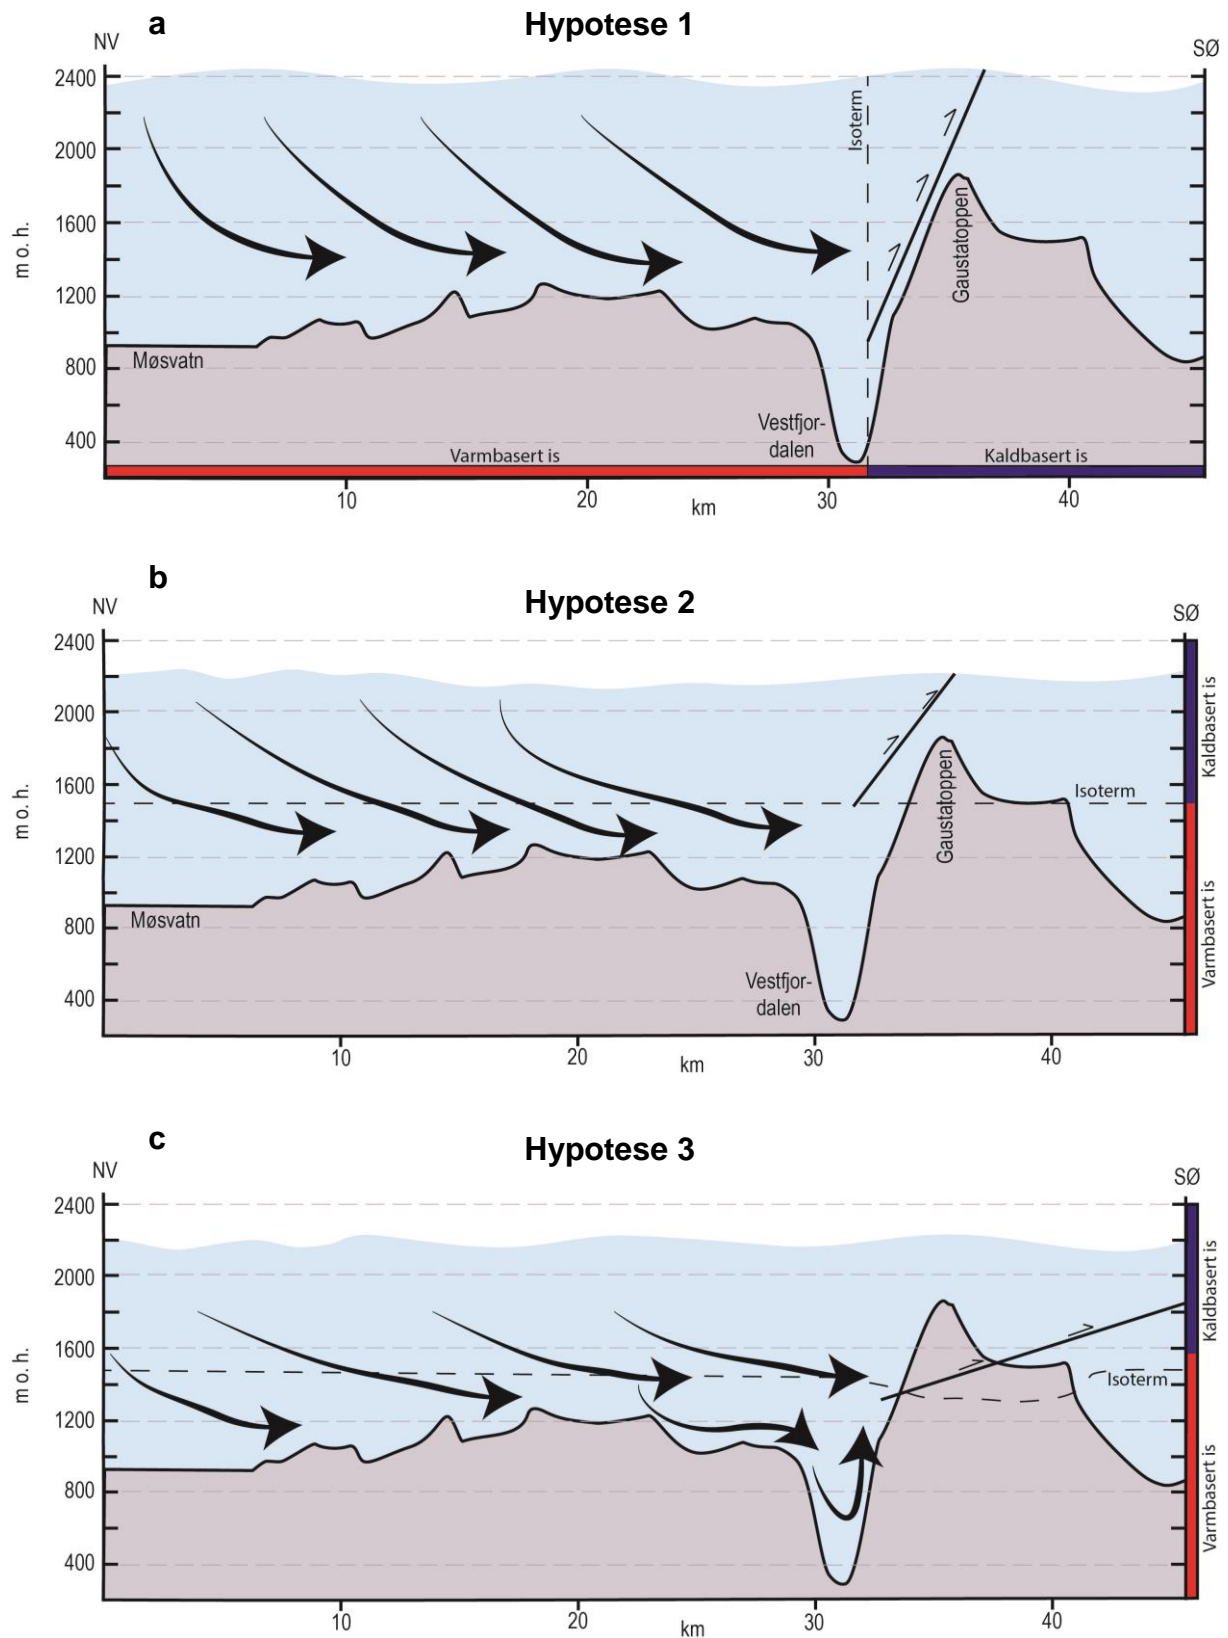 a
Hypotese 1
NV
SØ
2400
2000
1600
1200
800
400
m o. h.
Isoterm
Gaustatoppen
Møsvatn
Vestfjor-
dalen
Varmbasert is
Kaldbasert is
10
20
30
40
km
b
Hypotese 2
NV
SØ
2400
2000
1600
1200
800
400
m o. h.
Isoterm
Gaustatoppen
Møsvatn
Vestfjor-
dalen
Kaldbasert is
Varmbasert is
10
20
30
40
km
c
Hypotese 3
NV
SØ
2400
2000
1600
1200
800
400
m o. h.
Isoterm
Kaldbasert is
Varmbasert is
10
20
30
40
km